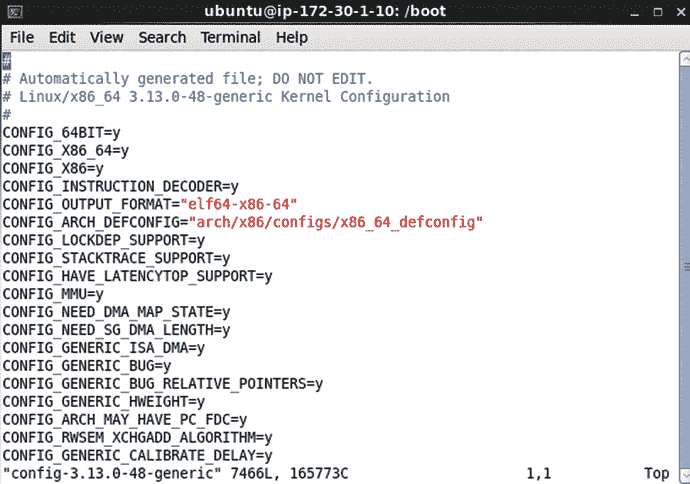 ubuntu@ip-172-30-1-10: /boot
File Edit View Search Terminal Help
#
# Automatically generated file; DO NOT EDIT.
# Linux/x86_64 3.13.0-48-generic Kernel Configuration
#
CONFIG_64BIT=y
CONFIG_X86_64=y
CONFIG_X86=y
CONFIG_INSTRUCTION_DECODER=y
CONFIG_OUTPUT_FORMAT="elf64-x86-64"
CONFIG_ARCH_DEFCONFIG="arch/x86/configs/x86_64_defconfig"
CONFIG_LOCKDEP_SUPPORT=y
CONFIG_STACKTRACE_SUPPORT=y
CONFIG_HAVE_LATENCYTOP_SUPPORT=y
CONFIG_MMU=y
CONFIG_NEED_DMA_MAP_STATE=y
CONFIG_NEED_SG_DMA_LENGTH=y
CONFIG_GENERIC_ISA_DMA=y
CONFIG_GENERIC_BUG=y
CONFIG_GENERIC_BUG_RELATIVE_POINTERS=y
CONFIG_GENERIC_HWEIGHT=y
CONFIG_ARCH_MAY_HAVE_PC_FDC=y
CONFIG_RWSEM_XCHGADD_ALGORITHM=y
CONFIG_GENERIC_CALIBRATE_DELAY=y
"config-3.13.0-48-generic" 7466L, 165773C 1,1 Top